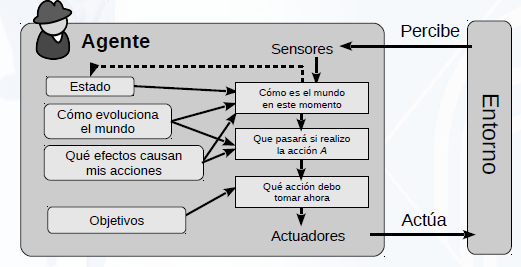 Agente
Sensores
Percibe
Estado
Cómo es el mundo
en este momento
Cómo evoluciona
el mundo
Que pasará si realizo
la acción A
Qué efectos causan
mis acciones
Qué acción debo
tomar ahora
Objetivos
Actuadores
Actúa
Entorno